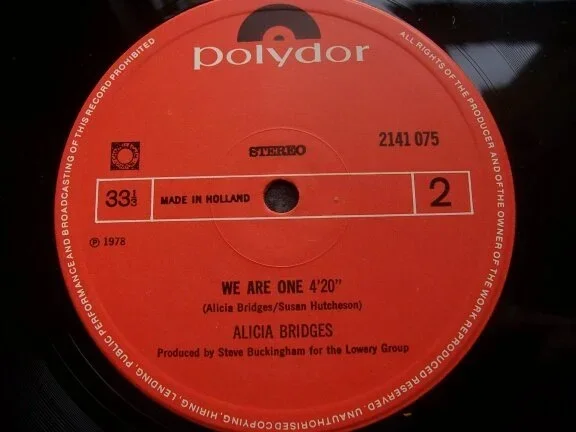 polydor
STEREO
2141 075
33 1/3
MADE IN HOLLAND
2
℗ 1978
WE ARE ONE 4'20"
(Alicia Bridges/Susan Hutcheson)
ALICIA BRIDGES
Produced by Steve Buckingham for the Lowery Group
ALL RIGHTS OF THE PRODUCER AND OF THE OWNER OF THE WORK REPRODUCED RESERVED. UNAUTHORISED COPYING, HIRING, LENDING, PUBLIC PERFORMANCE AND BROADCASTING OF THIS RECORD PROHIBITED